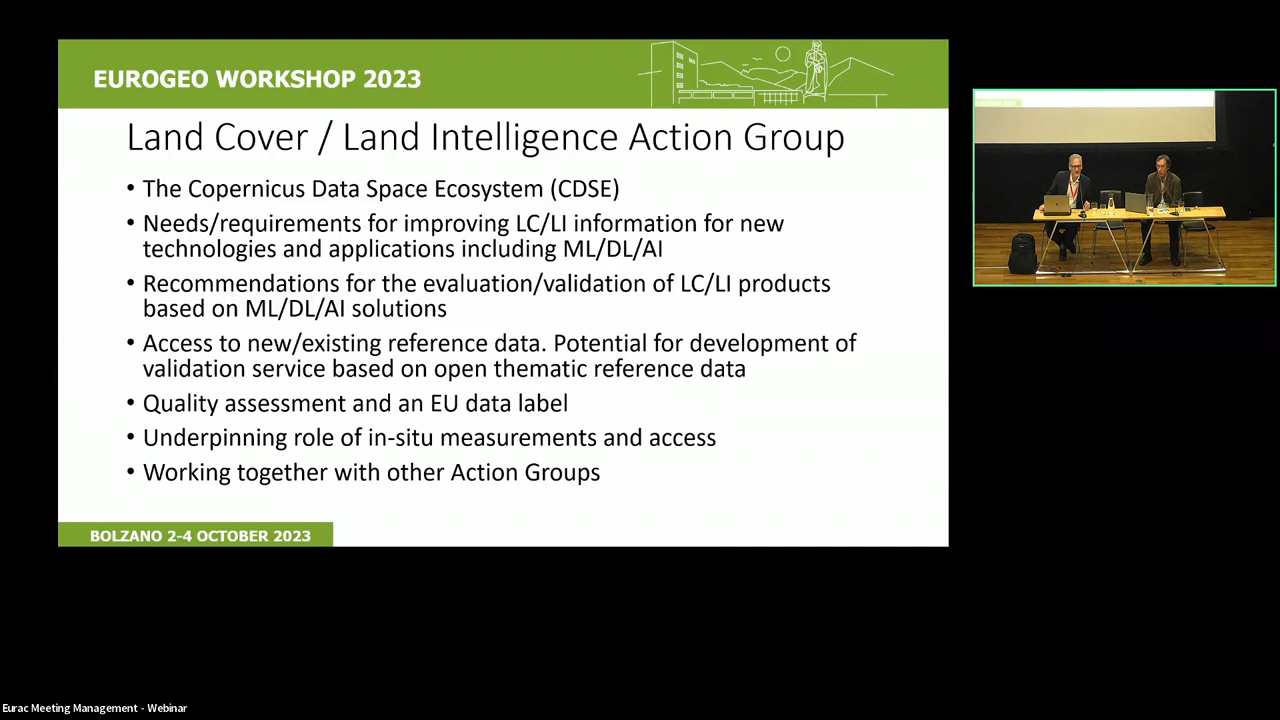 EUROGEO WORKSHOP 2023
Land Cover / Land Intelligence Action Group
• The Copernicus Data Space Ecosystem (CDSE)
• Needs/requirements for improving LC/LI information for new
technologies and applications including ML/DL/AI
• Recommendations for the evaluation/validation of LC/LI products
based on ML/DL/AI solutions
• Access to new/existing reference data. Potential for development of
validation service based on open thematic reference data
• Quality assessment and an EU data label
• Underpinning role of in-situ measurements and access
• Working together with other Action Groups
BOLZANO 2-4 OCTOBER 2023
Eurac Meeting Management - Webinar